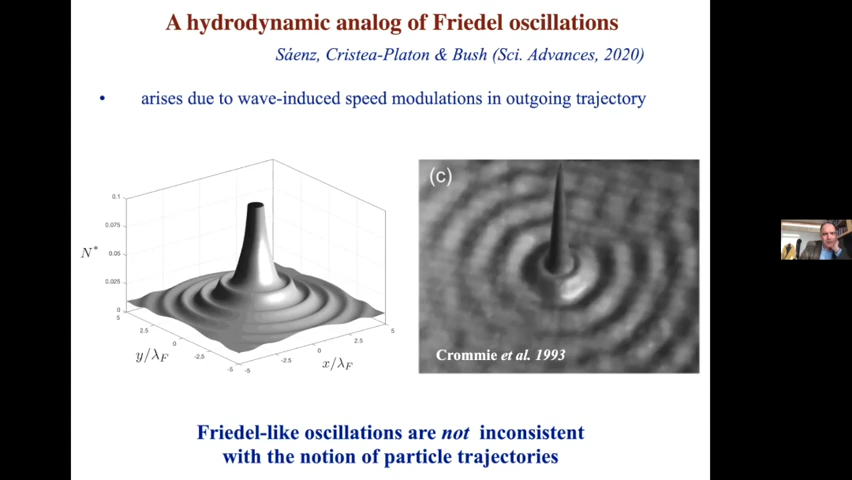 A hydrodynamic analog of Friedel oscillations
Sáenz, Cristea-Platon & Bush (Sci. Advances, 2020)
• arises due to wave-induced speed modulations in outgoing trajectory
0.1
0.075
N* 0.05
0.025
0
5
2.5
0
-2.5
-5
y/λF
-5
-2.5
0
2.5
5
x/λF
(c)
Crommie et al. 1993
Friedel-like oscillations are not inconsistent
with the notion of particle trajectories